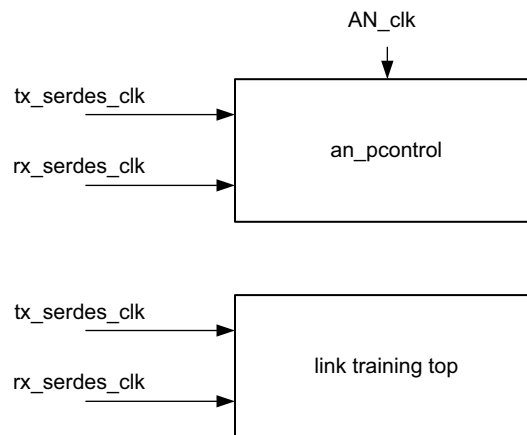 AN_clk
tx_serdes_clk
an_pcontrol
rx_serdes_clk
tx_serdes_clk
link training top
rx_serdes_clk